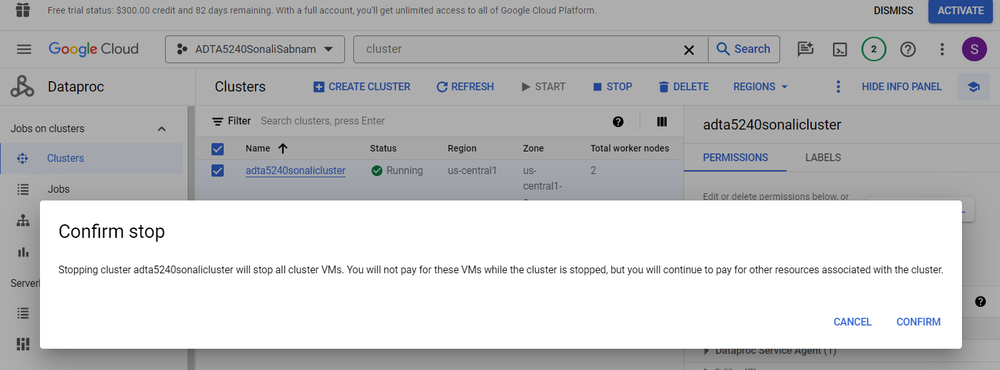 Free trial status: $300.00 credit and 82 days remaining. With a full account, you'll get unlimited access to all of Google Cloud Platform.
DISMISS
ACTIVATE
Google Cloud
ADTA5240SonaliSabnam
cluster
Search
2
S
Dataproc
Clusters
CREATE CLUSTER
REFRESH
START
STOP
DELETE
REGIONS
HIDE INFO PANEL
Jobs on clusters
Clusters
Jobs
Filter
Search clusters, press Enter
Name
Status
Region
Zone
Total worker nodes
adta5240sonalicluster
Running
us-central1
us-
central1-
2
adta5240sonalicluster
PERMISSIONS
LABELS
Edit or delete permissions below, or
Confirm stop
Stopping cluster adta5240sonalicluster will stop all cluster VMs. You will not pay for these VMs while the cluster is stopped, but you will continue to pay for other resources associated with the cluster.
CANCEL
CONFIRM
Dataproc Service Agent (1)